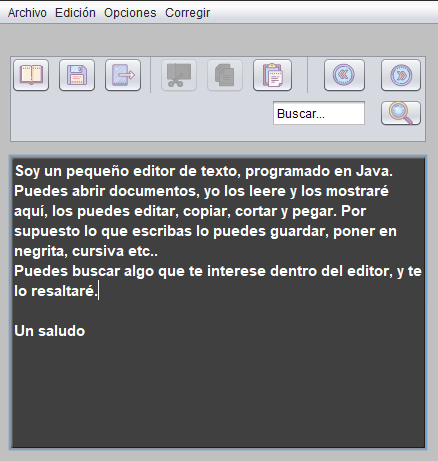 Archivo Edición Opciones Corregir
Buscar...
Soy un pequeño editor de texto, programado en Java.
Puedes abrir documentos, yo los leere y los mostraré
aquí, los puedes editar, copiar, cortar y pegar. Por
supuesto lo que escribas lo puedes guardar, poner en
negrita, cursiva etc..
Puedes buscar algo que te interese dentro del editor, y te
lo resaltaré.
Un saludo